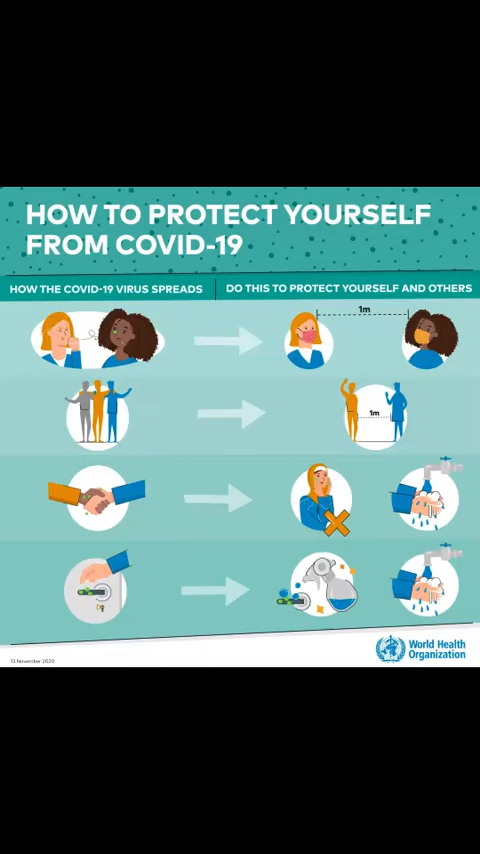 HOW TO PROTECT YOURSELF
FROM COVID-19
HOW THE COVID-19 VIRUS SPREADS
DO THIS TO PROTECT YOURSELF AND OTHERS
1m
1m
World Health
Organization
13 November 2020